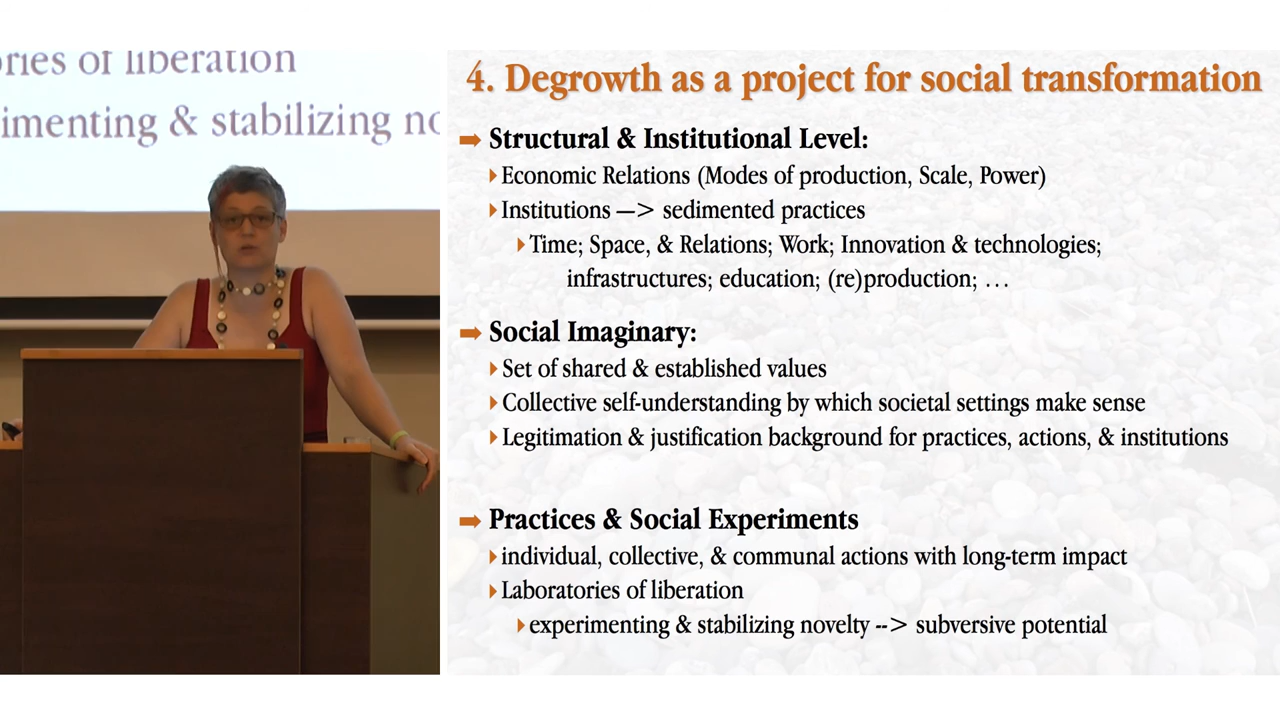 ories of liberation
imenting & stabilizing no
4. Degrowth as a project for social transformation
➡ Structural & Institutional Level:
Economic Relations (Modes of production, Scale, Power)
Institutions —> sedimented practices
Time; Space, & Relations; Work; Innovation & technologies;
infrastructures; education; (re)production; …
➡ Social Imaginary:
Set of shared & established values
Collective self-understanding by which societal settings make sense
Legitimation & justification background for practices, actions, & institutions
➡ Practices & Social Experiments
individual, collective, & communal actions with long-term impact
Laboratories of liberation
experimenting & stabilizing novelty --> subversive potential